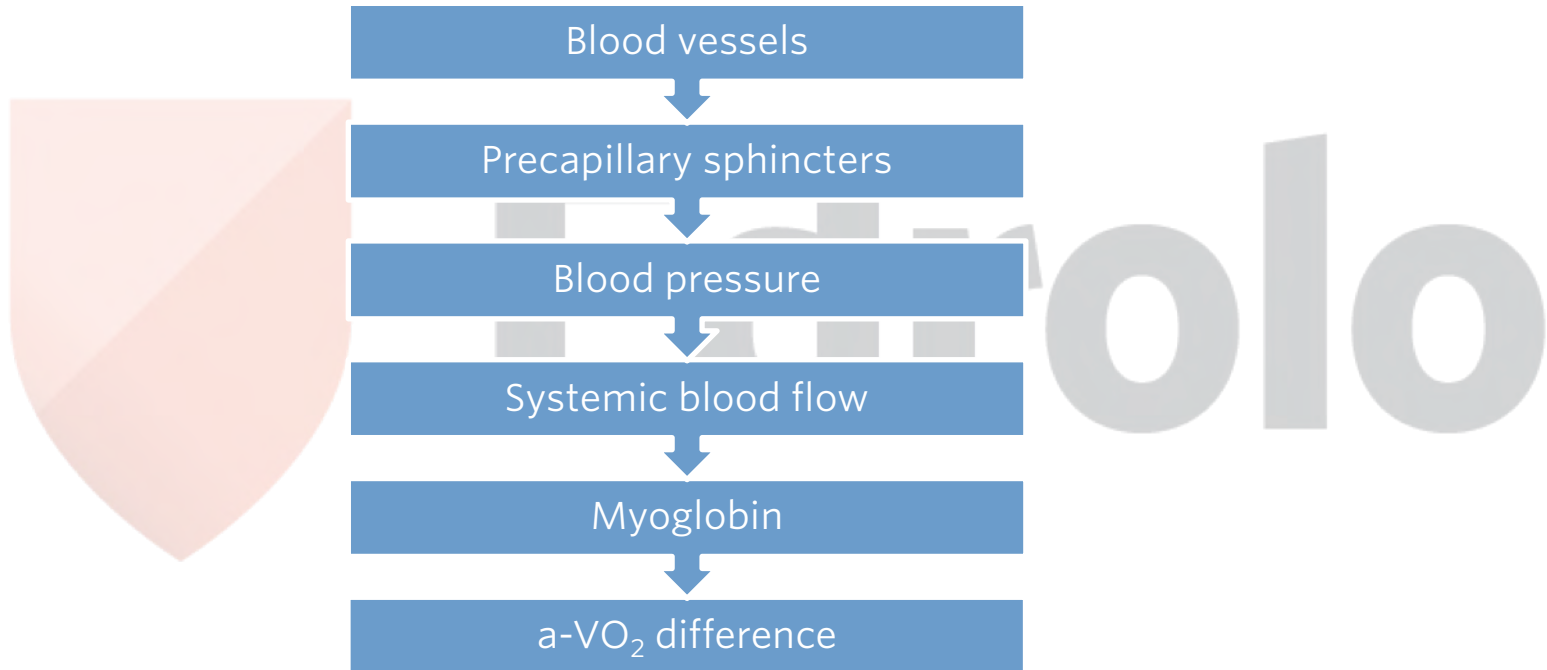 Blood vessels
Precapillary sphincters
Blood pressure
Systemic blood flow
Myoglobin
a-VO₂ difference